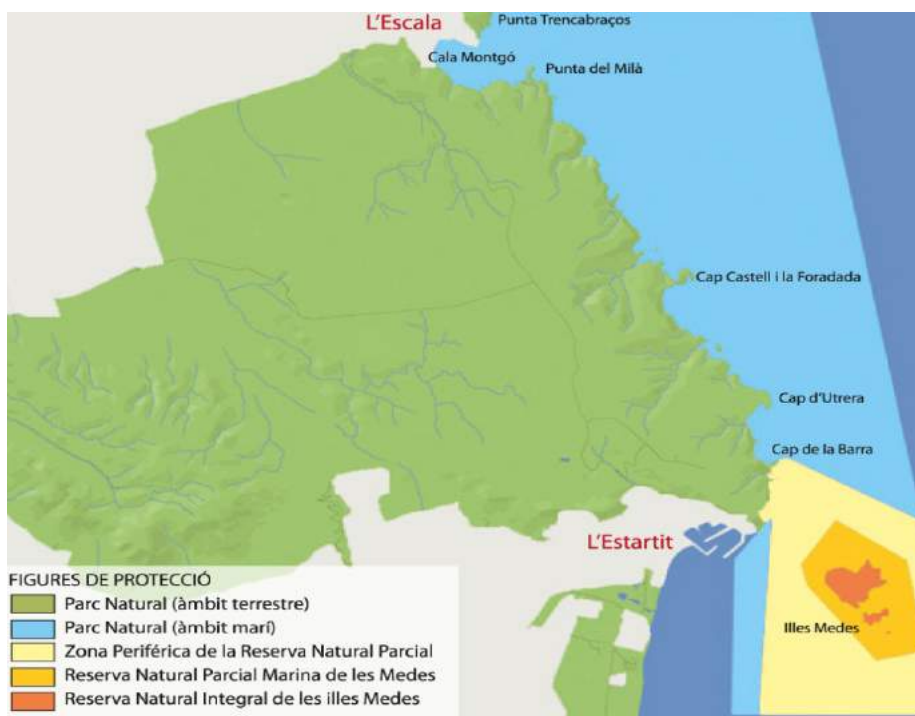 L'Escala
Punta Trencabraços
Cala Montgó
Punta del Milà
Cap Castell i la Foradada
Cap d'Utrera
Cap de la Barra
L'Estartit
Illes Medes
FIGURES DE PROTECCIÓ
Parc Natural (àmbit terrestre)
Parc Natural (àmbit marí)
Zona Periférica de la Reserva Natural Parcial
Reserva Natural Parcial Marina de les Medes
Reserva Natural Integral de les illes Medes